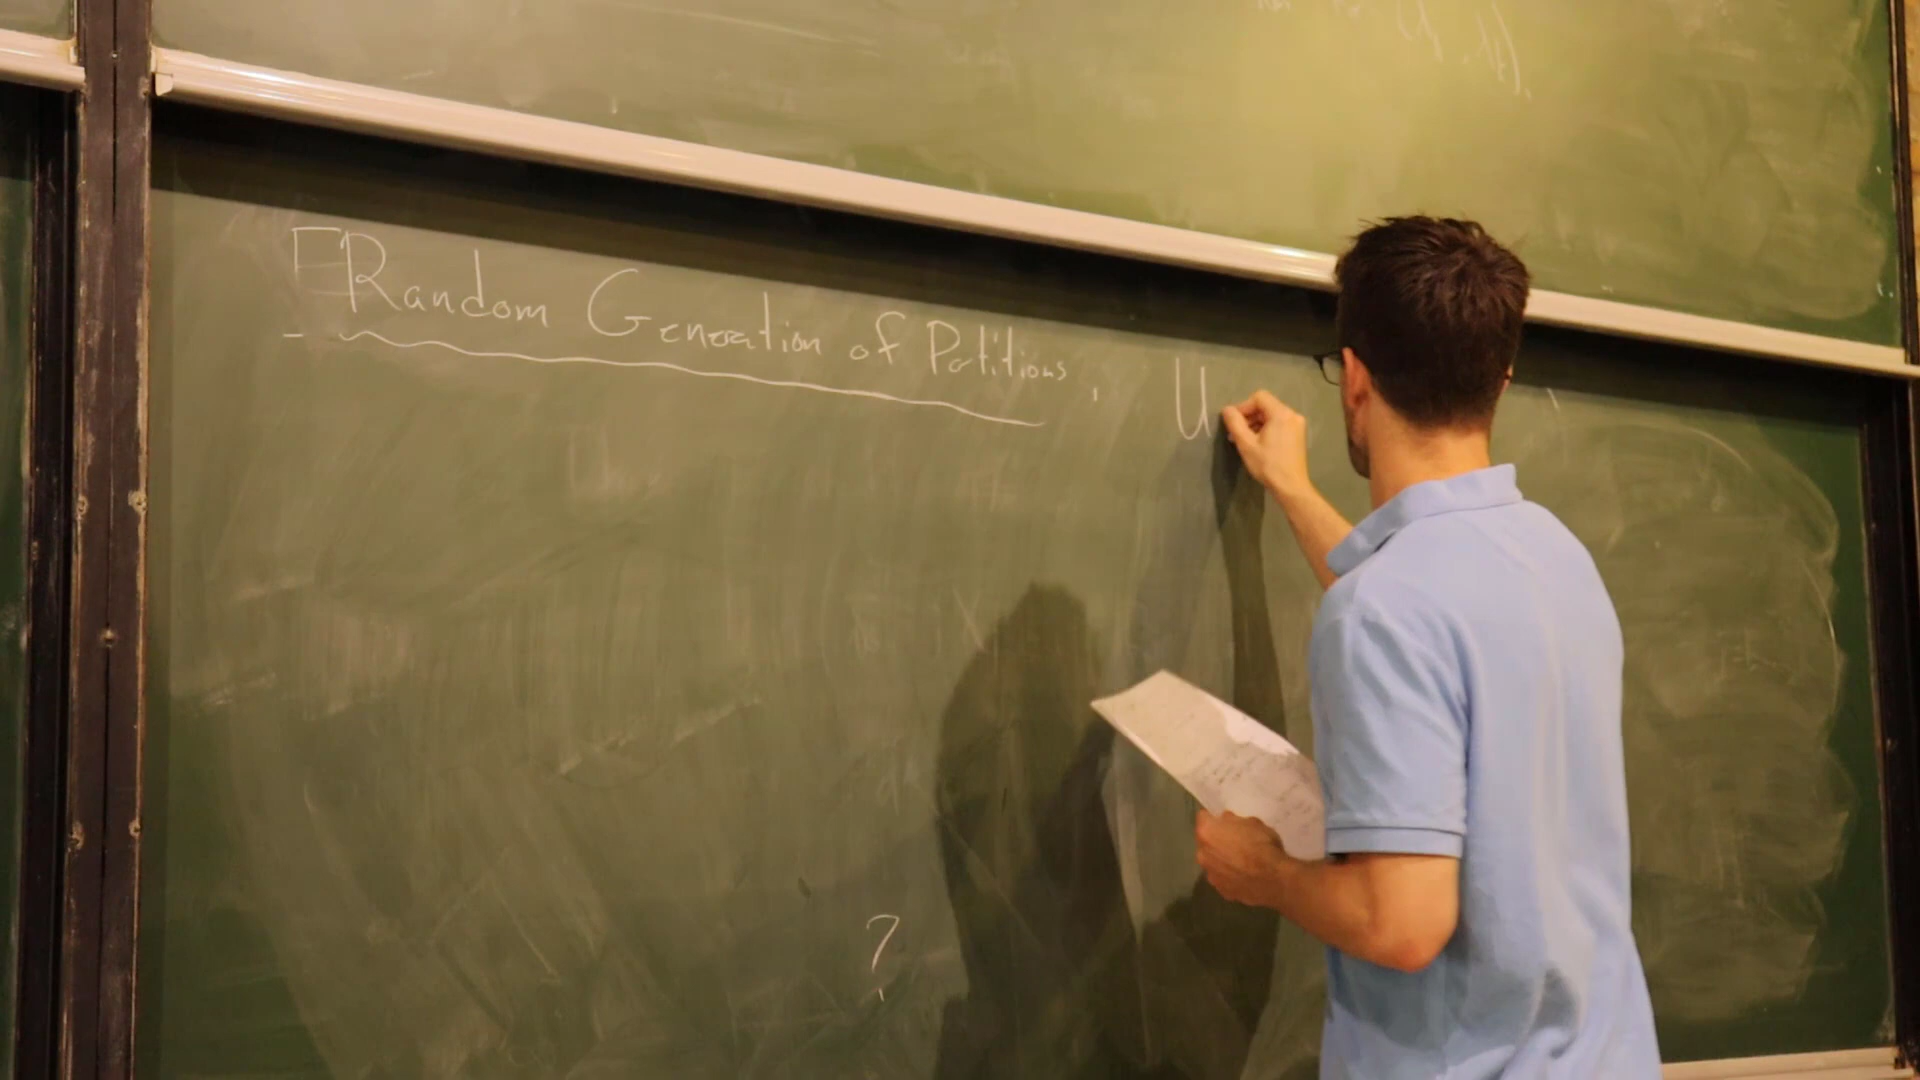 Random Generation of Partitions, U
?